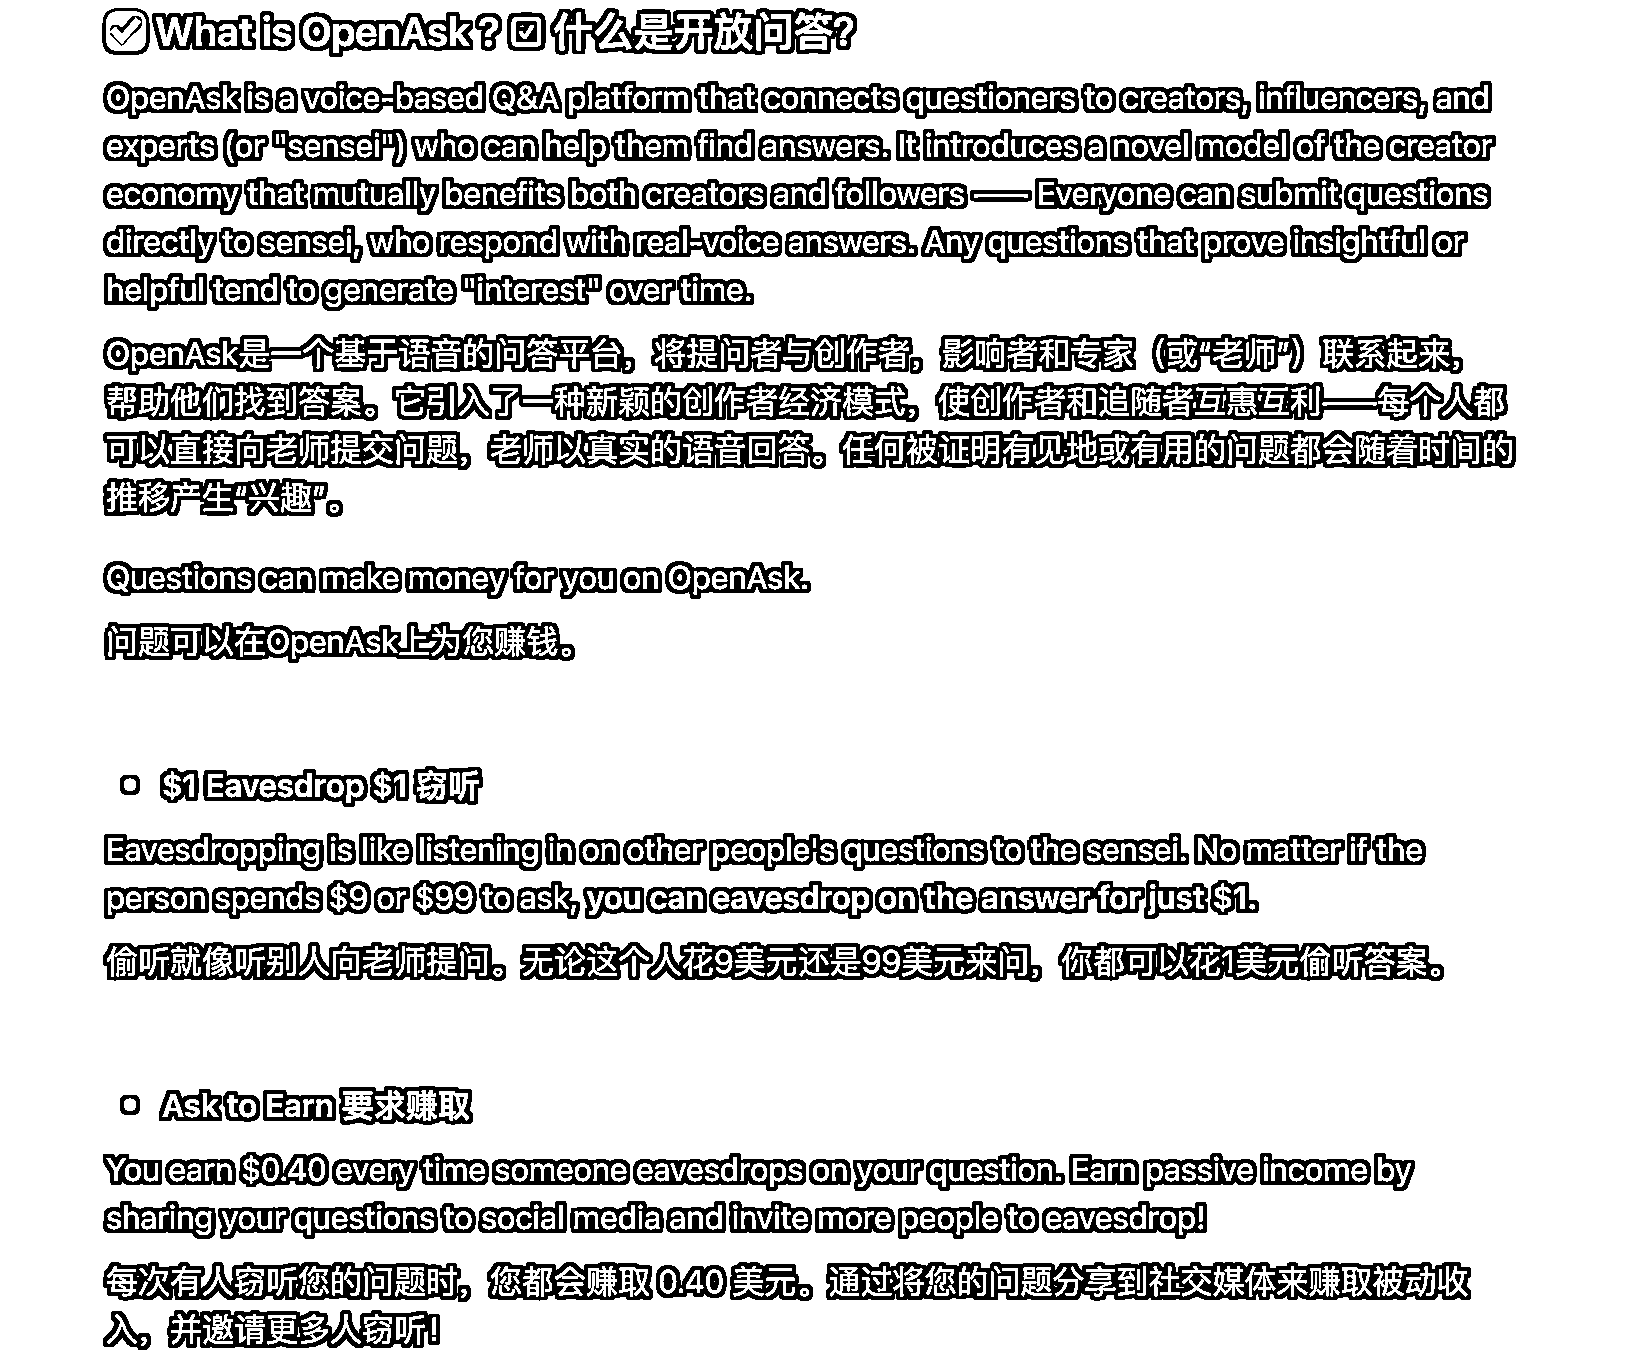 ☑ What is OpenAsk ? ☑ 什么是开放问答?
OpenAsk is a voice-based Q&A platform that connects questioners to creators, influencers, and
experts (or "sensei") who can help them find answers. It introduces a novel model of the creator
economy that mutually benefits both creators and followers —— Everyone can submit questions
directly to sensei, who respond with real-voice answers. Any questions that prove insightful or
helpful tend to generate "interest" over time.
OpenAsk是一个基于语音的问答平台，将提问者与创作者，影响者和专家（或“老师”）联系起来，
帮助他们找到答案。它引入了一种新颖的创作者经济模式，使创作者和追随者互惠互利——每个人都
可以直接向老师提交问题，老师以真实的语音回答。任何被证明有见地或有用的问题都会随着时间的
推移产生“兴趣”。
Questions can make money for you on OpenAsk.
问题可以在OpenAsk上为您赚钱。
$1 Eavesdrop $1 窃听
Eavesdropping is like listening in on other people's questions to the sensei. No matter if the
person spends $9 or $99 to ask, you can eavesdrop on the answer for just $1.
偷听就像听别人向老师提问。无论这个人花9美元还是99美元来问，你都可以花1美元偷听答案。
Ask to Earn 要求赚取
You earn $0.40 every time someone eavesdrops on your question. Earn passive income by
sharing your questions to social media and invite more people to eavesdrop!
每次有人窃听您的问题时，您都会赚取 0.40 美元。通过将您的问题分享到社交媒体来赚取被动收
入，并邀请更多人窃听！